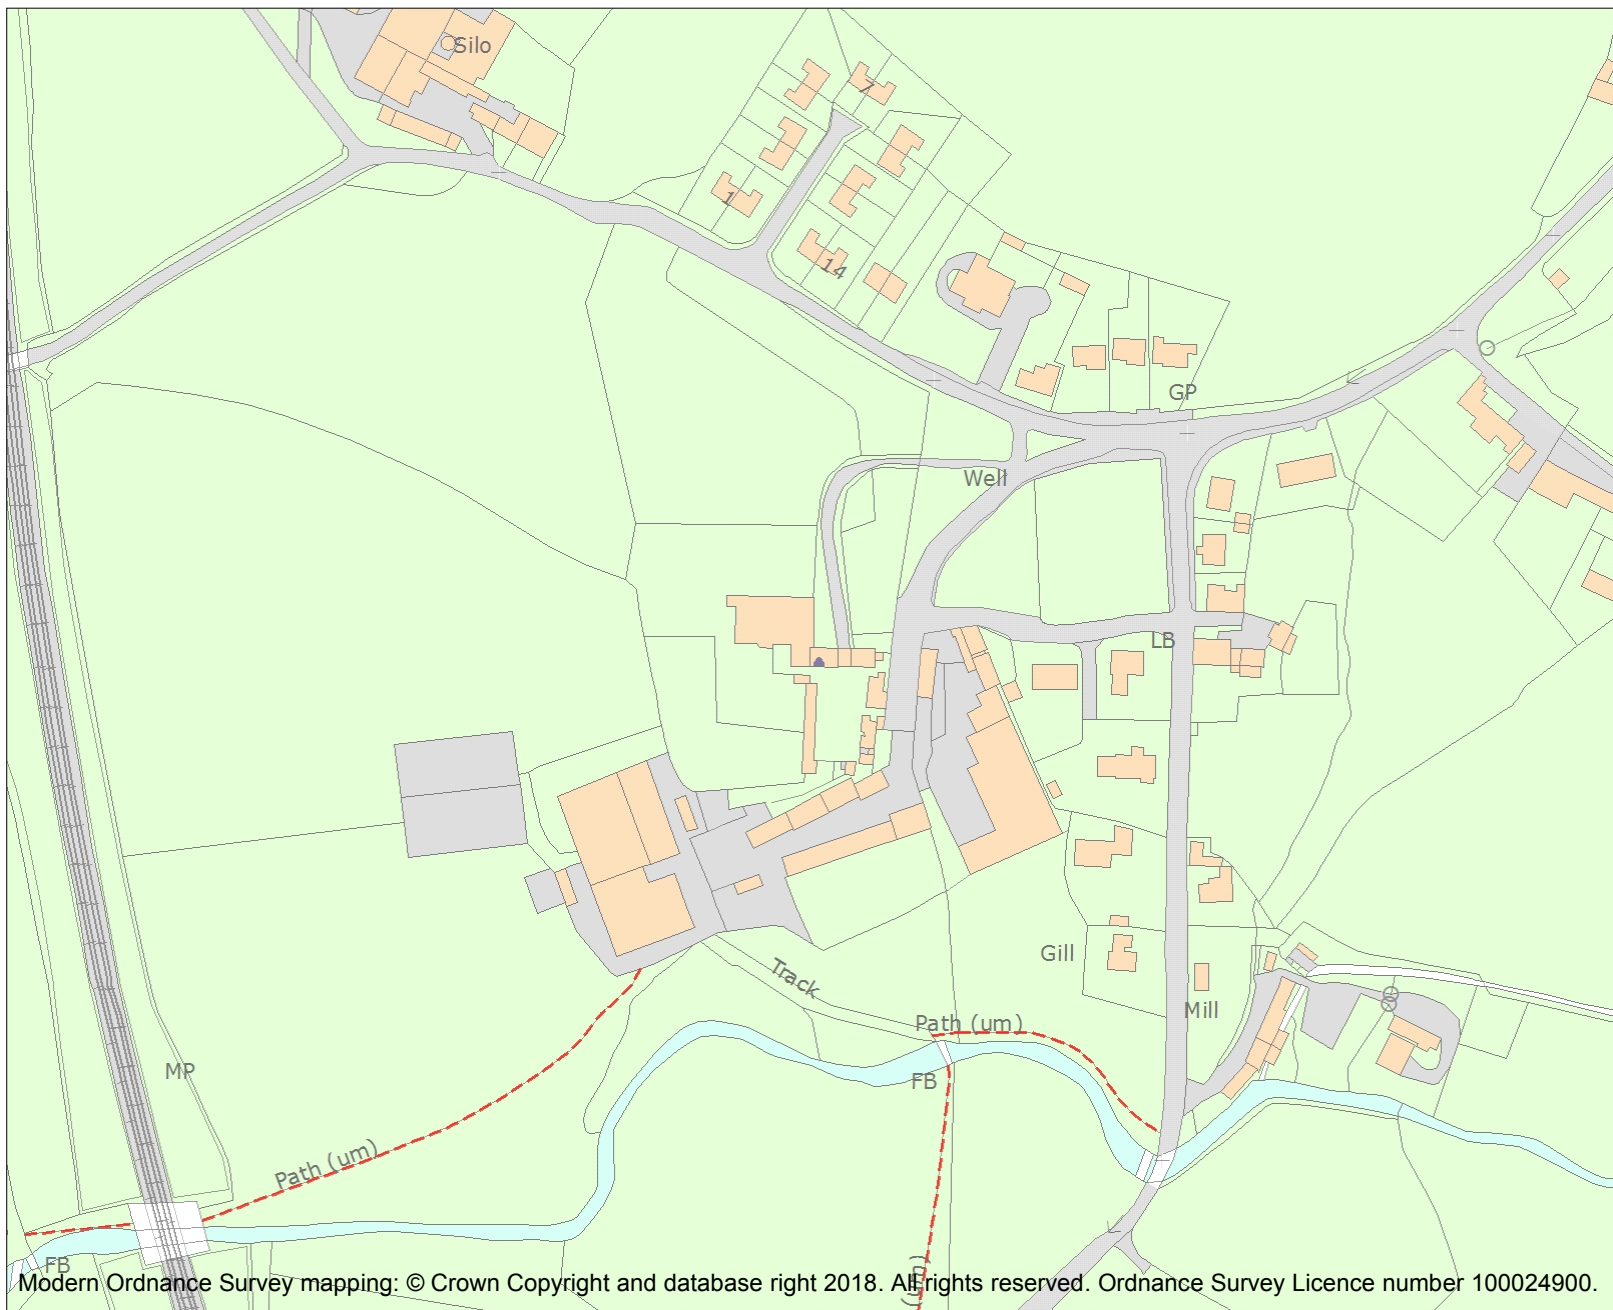 Silo
7
1
14
GP
Well
LB
Gill
Track
Mill
Path (um)
FB
MP
Path (um)
FB
(um)
Modern Ordnance Survey mapping: © Crown Copyright and database right 2018. All rights reserved. Ordnance Survey Licence number 100024900.